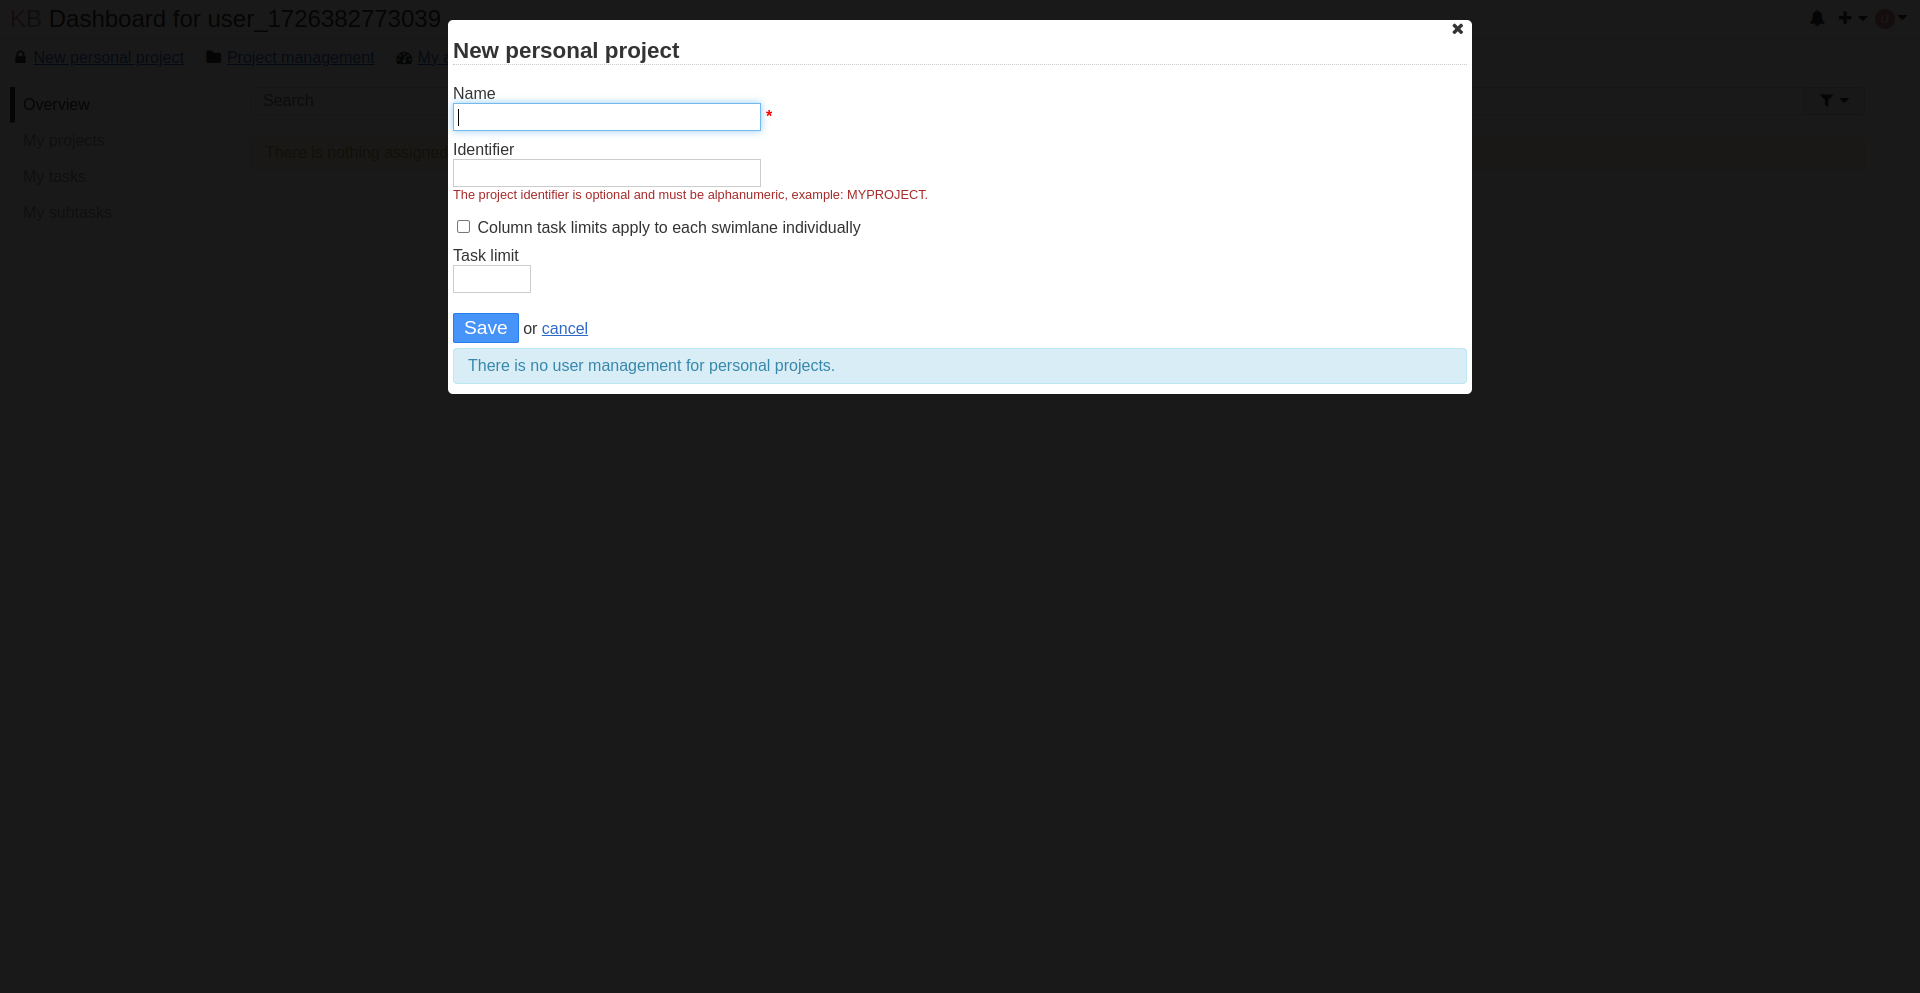 KB Dashboard for user_1726382773039
New personal project Project management My a
Overview
My projects
My tasks
My subtasks
Search
There is nothing assigned
New personal project
Name
*
Identifier
The project identifier is optional and must be alphanumeric, example: MYPROJECT.
Column task limits apply to each swimlane individually
Task limit
Save or cancel
There is no user management for personal projects.